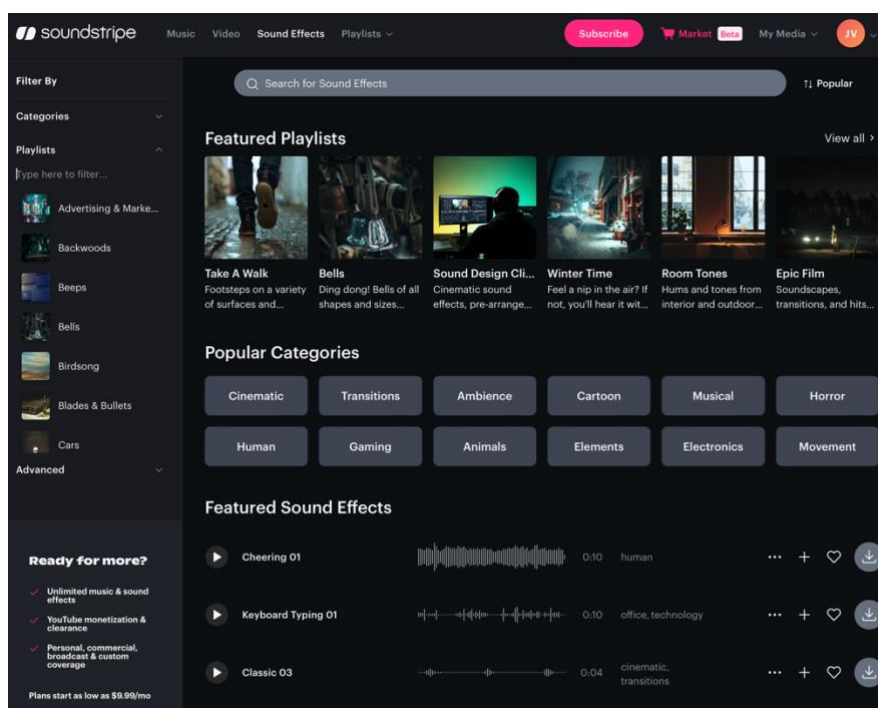 soundstripe
Music Video Sound Effects Playlists
Subscribe
Market Beta
My Media
JV
Filter By
Search for Sound Effects
Popular
Categories
Playlists
Type here to filter...
Advertising & Marke...
Backwoods
Beeps
Bells
Birdsong
Blades & Bullets
Cars
Advanced
Ready for more?
Unlimited music & sound
effects
YouTube monetization &
clearance
Personal, commercial,
broadcast & custom
coverage
Plans start as low as $9.99/mo
Featured Playlists
View all
Take A Walk
Footsteps on a variety
of surfaces and...
Bells
Ding dong! Bells of all
shapes and sizes...
Sound Design Cli...
Cinematic sound
effects, pre-arrange...
Winter Time
Feel a nip in the air? If
not, you'll hear it wit...
Room Tones
Hums and tones from
interior and outdoor...
Epic Film
Soundscapes,
transitions, and hits...
Popular Categories
Cinematic Transitions Ambience Cartoon Musical Horror
Human Gaming Animals Elements Electronics Movement
Featured Sound Effects
Cheering 01 0:10 human
Keyboard Typing 01 0:10 office, technology
Classic 03 0:04 cinematic,
transitions